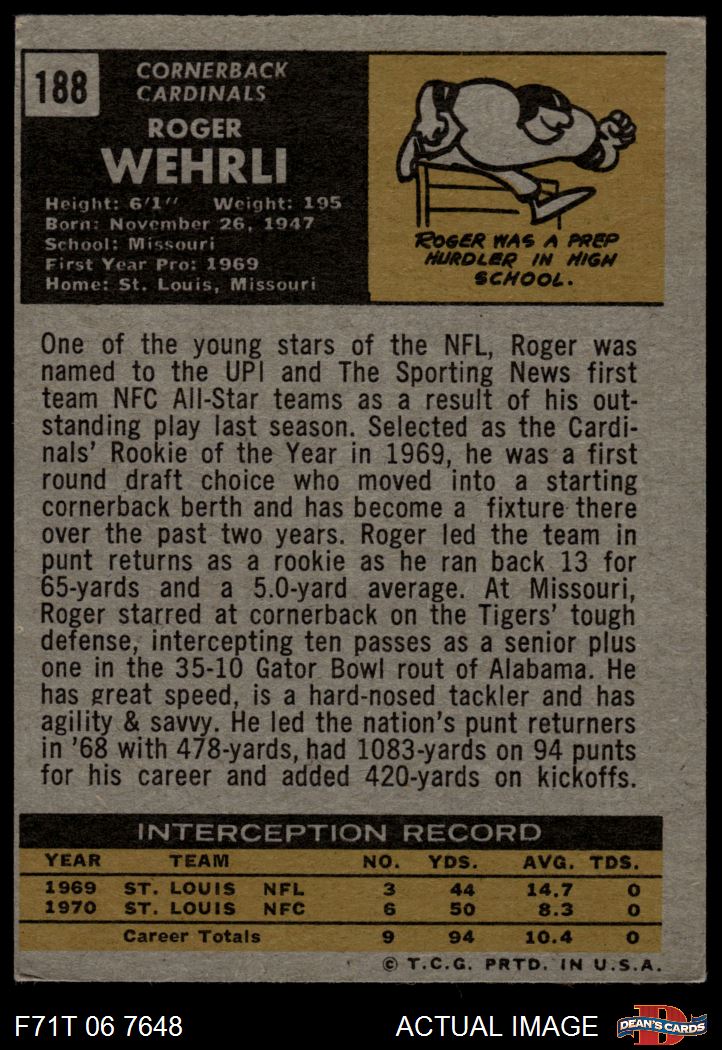 188
CORNERBACK
CARDINALS
ROGER
WEHRLI
Height: 6'1" Weight: 195
Born: November 26, 1947
School: Missouri
First Year Pro: 1969
Home: St. Louis, Missouri
ROGER WAS A PREP
HURDLER IN HIGH
SCHOOL.
One of the young stars of the NFL, Roger was
named to the UPI and The Sporting News first
team NFC All-Star teams as a result of his out-
standing play last season. Selected as the Cardi-
nals' Rookie of the Year in 1969, he was a first
round draft choice who moved into a starting
cornerback berth and has become a fixture there
over the past two years. Roger led the team in
punt returns as a rookie as he ran back 13 for
65-yards and a 5.0-yard average. At Missouri,
Roger starred at cornerback on the Tigers' tough
defense, intercepting ten passes as a senior plus
one in the 35-10 Gator Bowl rout of Alabama. He
has great speed, is a hard-nosed tackler and has
agility & savvy. He led the nation's punt returners
in '68 with 478-yards, had 1083-yards on 94 punts
for his career and added 420-yards on kickoffs.
INTERCEPTION RECORD
YEAR TEAM NO. YDS. AVG. TDS.
1969 ST. LOUIS NFL 3 44 14.7 0
1970 ST. LOUIS NFC 6 50 8.3 0
Career Totals 9 94 10.4 0
© T.C.G. PRTD. IN U.S.A.
F71T 06 7648 ACTUAL IMAGE D DEAN'S CARDS